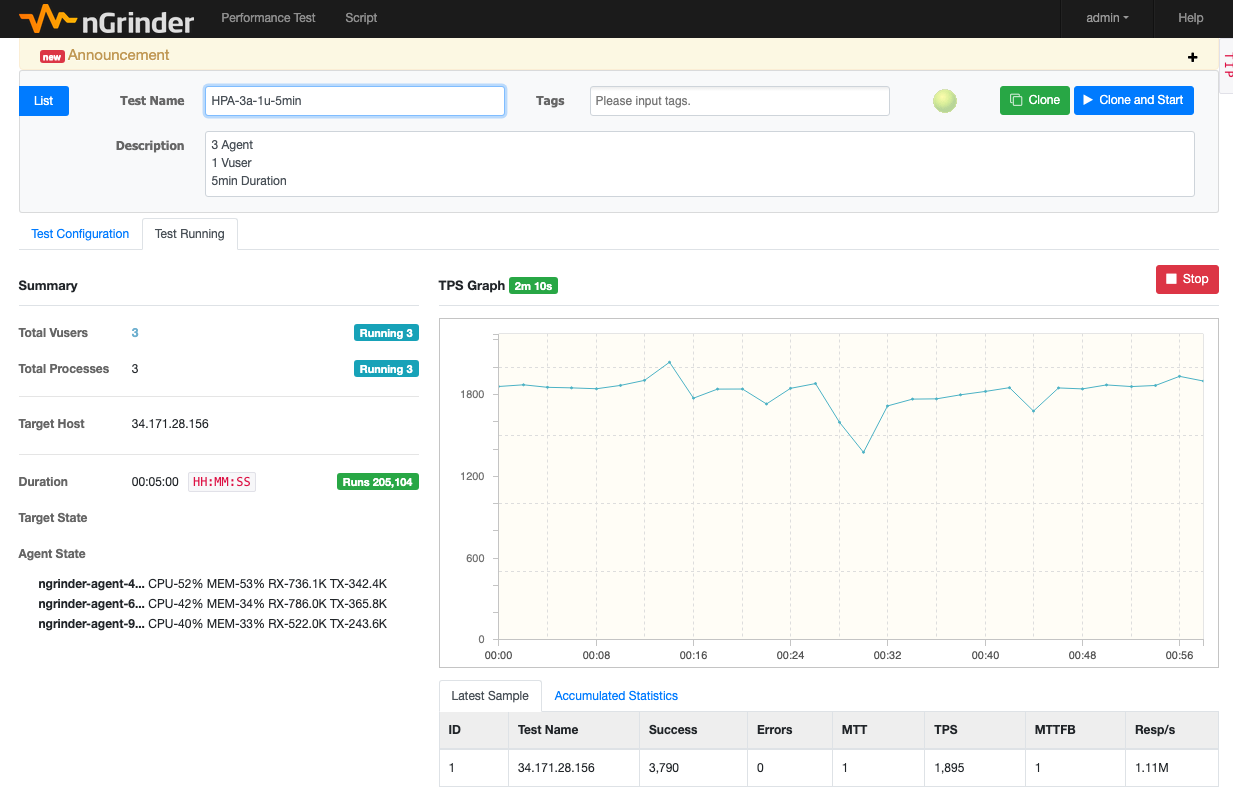 nGrinder Performance Test Script admin Help
new Announcement
TIP
List Test Name HPA-3a-1u-5min Tags Please input tags. Clone Clone and Start
Description 3 Agent
1 Vuser
5min Duration
Test Configuration Test Running
Summary
Total Vusers 3 Running 3
Total Processes 3 Running 3
Target Host 34.171.28.156
Duration 00:05:00 HH:MM:SS Runs 205,104
Target State
Agent State
ngrinder-agent-4... CPU-52% MEM-53% RX-736.1K TX-342.4K
ngrinder-agent-6... CPU-42% MEM-34% RX-786.0K TX-365.8K
ngrinder-agent-9... CPU-40% MEM-33% RX-522.0K TX-243.6K
TPS Graph 2m 10s Stop
1800
1200
600
0
00:00 00:08 00:16 00:24 00:32 00:40 00:48 00:56
Latest Sample Accumulated Statistics
ID Test Name Success Errors MTT TPS MTTFB Resp/s
1 34.171.28.156 3,790 0 1 1,895 1 1.11M